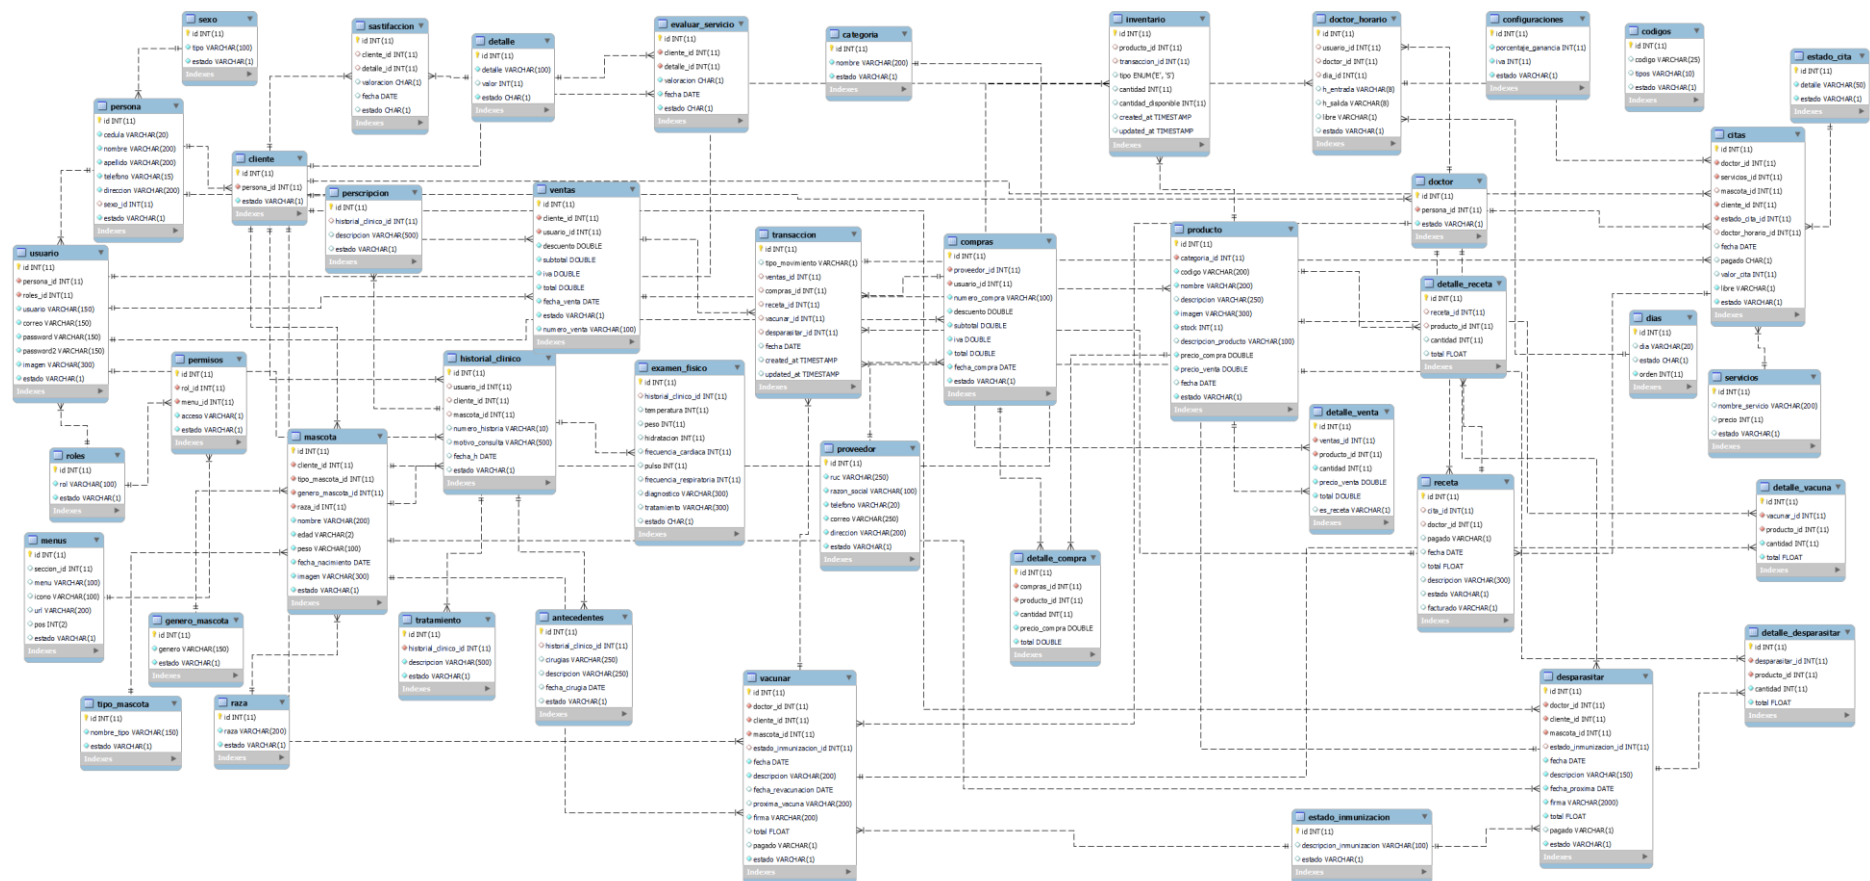 sexo
id INT(11)
tipo VARCHAR(100)
estado VARCHAR(1)
Indexes
sastifaccion
id INT(11)
cliente_id INT(11)
detalle_id INT(11)
valoracion CHAR(1)
fecha DATE
estado CHAR(1)
Indexes
detalle
id INT(11)
detalle VARCHAR(100)
valor INT(11)
estado CHAR(1)
Indexes
evaluar_servicio
id INT(11)
cliente_id INT(11)
detalle_id INT(11)
valoracion CHAR(1)
fecha DATE
estado CHAR(1)
Indexes
categoria
id INT(11)
nombre VARCHAR(200)
estado VARCHAR(1)
Indexes
inventario
id INT(11)
producto_id INT(11)
transaccion_id INT(11)
tipo ENUM('E', 'S')
cantidad INT(11)
cantidad_disponible INT(11)
created_at TIMESTAMP
updated_at TIMESTAMP
Indexes
doctor_horario
id INT(11)
usuario_id INT(11)
doctor_id INT(11)
dia_id INT(11)
h_entrada VARCHAR(8)
h_salida VARCHAR(8)
libre VARCHAR(1)
estado VARCHAR(1)
Indexes
configuraciones
id INT(11)
porcentaje_ganancia INT(11)
iva INT(11)
estado VARCHAR(1)
Indexes
codigos
id INT(11)
codigo VARCHAR(25)
tipos VARCHAR(10)
estado VARCHAR(1)
Indexes
estado_cita
id INT(11)
detalle VARCHAR(50)
estado VARCHAR(1)
Indexes
persona
id INT(11)
cedula VARCHAR(20)
nombre VARCHAR(200)
apellido VARCHAR(200)
telefono VARCHAR(15)
direccion VARCHAR(200)
sexo_id INT(11)
estado VARCHAR(1)
Indexes
cliente
id INT(11)
persona_id INT(11)
estado VARCHAR(1)
Indexes
perscripcion
id INT(11)
historial_clinico_id INT(11)
descripcion VARCHAR(500)
estado VARCHAR(1)
Indexes
ventas
id INT(11)
cliente_id INT(11)
usuario_id INT(11)
descuento DOUBLE
subtotal DOUBLE
iva DOUBLE
total DOUBLE
fecha_venta DATE
estado VARCHAR(1)
numero_venta VARCHAR(100)
Indexes
transaccion
id INT(11)
tipo_movimiento VARCHAR(1)
ventas_id INT(11)
compras_id INT(11)
receta_id INT(11)
vacunar_id INT(11)
desparasitar_id INT(11)
fecha DATE
created_at TIMESTAMP
updated_at TIMESTAMP
Indexes
compras
id INT(11)
proveedor_id INT(11)
usuario_id INT(11)
numero_compra VARCHAR(100)
descuento DOUBLE
subtotal DOUBLE
iva DOUBLE
total DOUBLE
fecha_compra DATE
estado VARCHAR(1)
Indexes
producto
id INT(11)
categoria_id INT(11)
codigo VARCHAR(200)
nombre VARCHAR(200)
descripcion VARCHAR(250)
imagen VARCHAR(300)
stock INT(11)
descripcion_producto VARCHAR(100)
precio_compra DOUBLE
precio_venta DOUBLE
fecha DATE
estado VARCHAR(1)
Indexes
doctor
id INT(11)
persona_id INT(11)
estado VARCHAR(1)
Indexes
citas
id INT(11)
doctor_id INT(11)
servicios_id INT(11)
mascota_id INT(11)
cliente_id INT(11)
estado_cita_id INT(11)
doctor_horario_id INT(11)
fecha DATE
pagado CHAR(1)
valor_cita INT(11)
libre VARCHAR(1)
estado VARCHAR(1)
Indexes
usuario
id INT(11)
persona_id INT(11)
roles_id INT(11)
usuario VARCHAR(150)
correo VARCHAR(150)
password VARCHAR(150)
password2 VARCHAR(150)
imagen VARCHAR(300)
estado VARCHAR(1)
Indexes
permisos
id INT(11)
rol_id INT(11)
menu_id INT(11)
acceso VARCHAR(1)
estado VARCHAR(1)
Indexes
historial_clinico
id INT(11)
usuario_id INT(11)
cliente_id INT(11)
mascota_id INT(11)
numero_historia VARCHAR(10)
motivo_consulta VARCHAR(500)
fecha_h DATE
estado VARCHAR(1)
Indexes
examen_fisico
id INT(11)
historial_clinico_id INT(11)
temperatura INT(11)
peso INT(11)
hidratacion INT(11)
frecuencia_cardiaca INT(11)
pulso INT(11)
frecuencia_respiratoria INT(11)
diagnostico VARCHAR(300)
tratamiento VARCHAR(300)
estado CHAR(1)
Indexes
detalle_receta
id INT(11)
receta_id INT(11)
producto_id INT(11)
cantidad INT(11)
total FLOAT
Indexes
dias
id INT(11)
dia VARCHAR(20)
estado CHAR(1)
orden INT(11)
Indexes
servicios
id INT(11)
nombre_servicio VARCHAR(200)
precio INT(11)
estado VARCHAR(1)
Indexes
roles
id INT(11)
rol VARCHAR(100)
estado VARCHAR(1)
Indexes
mascota
id INT(11)
cliente_id INT(11)
tipo_mascota_id INT(11)
genero_mascota_id INT(11)
raza_id INT(11)
nombre VARCHAR(200)
edad VARCHAR(2)
peso VARCHAR(100)
fecha_nacimiento DATE
imagen VARCHAR(300)
estado VARCHAR(1)
Indexes
proveedor
id INT(11)
ruc VARCHAR(250)
razon_social VARCHAR(100)
telefono VARCHAR(20)
correo VARCHAR(250)
direccion VARCHAR(200)
estado VARCHAR(1)
Indexes
detalle_venta
id INT(11)
ventas_id INT(11)
producto_id INT(11)
cantidad INT(11)
precio_venta DOUBLE
total DOUBLE
es_receta VARCHAR(1)
Indexes
receta
id INT(11)
cita_id INT(11)
doctor_id INT(11)
pagado VARCHAR(1)
fecha DATE
total FLOAT
descripcion VARCHAR(300)
estado VARCHAR(1)
facturado VARCHAR(1)
Indexes
detalle_vacuna
id INT(11)
vacunar_id INT(11)
producto_id INT(11)
cantidad INT(11)
total FLOAT
Indexes
menus
id INT(11)
seccion_id INT(11)
menu VARCHAR(100)
icono VARCHAR(100)
url VARCHAR(200)
pos INT(2)
estado VARCHAR(1)
Indexes
genero_mascota
id INT(11)
genero VARCHAR(150)
estado VARCHAR(1)
Indexes
tratamiento
id INT(11)
historial_clinico_id INT(11)
descripcion VARCHAR(500)
estado VARCHAR(1)
Indexes
antecedentes
id INT(11)
historial_clinico_id INT(11)
cirugias VARCHAR(250)
descripcion VARCHAR(250)
fecha_cirugia DATE
estado VARCHAR(1)
Indexes
detalle_compra
id INT(11)
compras_id INT(11)
producto_id INT(11)
cantidad INT(11)
precio_compra DOUBLE
total DOUBLE
Indexes
detalle_desparasitar
id INT(11)
desparasitar_id INT(11)
producto_id INT(11)
cantidad INT(11)
total FLOAT
Indexes
tipo_mascota
id INT(11)
nombre_tipo VARCHAR(150)
estado VARCHAR(1)
Indexes
raza
id INT(11)
raza VARCHAR(200)
estado VARCHAR(1)
Indexes
vacunar
id INT(11)
doctor_id INT(11)
cliente_id INT(11)
mascota_id INT(11)
estado_inmunizacion_id INT(11)
fecha DATE
descripcion VARCHAR(200)
fecha_revacunacion DATE
proxima_vacuna VARCHAR(200)
firma VARCHAR(200)
total FLOAT
pagado VARCHAR(1)
estado VARCHAR(1)
Indexes
desparasitar
id INT(11)
doctor_id INT(11)
cliente_id INT(11)
mascota_id INT(11)
estado_inmunizacion_id INT(11)
fecha DATE
descripcion VARCHAR(150)
fecha_proxima DATE
firma VARCHAR(2000)
total FLOAT
pagado VARCHAR(1)
estado VARCHAR(1)
Indexes
estado_inmunizacion
id INT(11)
descripcion_inmunizacion VARCHAR(100)
estado VARCHAR(1)
Indexes